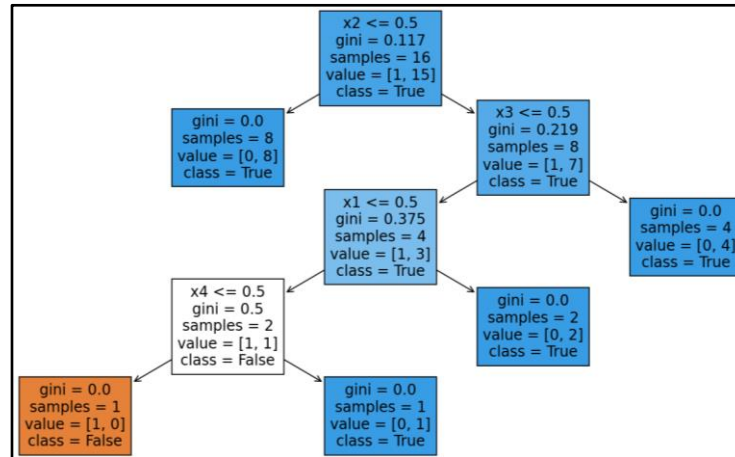 x2 <= 0.5
gini = 0.117
samples = 16
value = [1, 15]
class = True
gini = 0.0
samples = 8
value = [0, 8]
class = True
x3 <= 0.5
gini = 0.219
samples = 8
value = [1, 7]
class = True
x1 <= 0.5
gini = 0.375
samples = 4
value = [1, 3]
class = True
gini = 0.0
samples = 4
value = [0, 4]
class = True
x4 <= 0.5
gini = 0.5
samples = 2
value = [1, 1]
class = False
gini = 0.0
samples = 2
value = [0, 2]
class = True
gini = 0.0
samples = 1
value = [1, 0]
class = False
gini = 0.0
samples = 1
value = [0, 1]
class = True